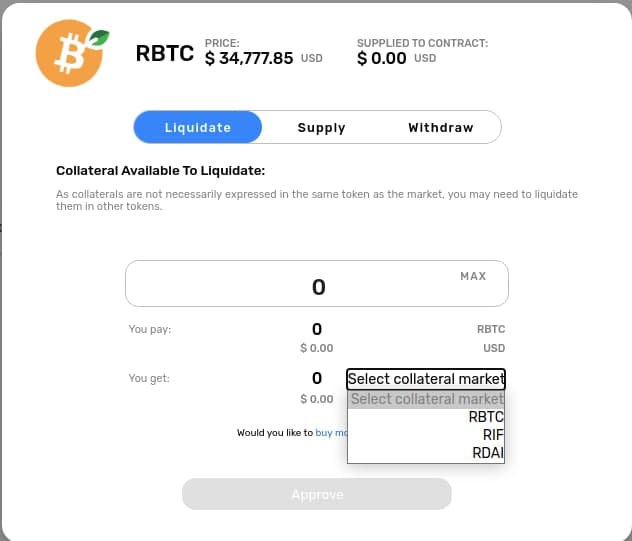 RBTC
PRICE:
$ 34,777.85 USD
SUPPLIED TO CONTRACT:
$ 0.00 USD
Liquidate
Supply
Withdraw
Collateral Available To Liquidate:
As collaterals are not necessarily expressed in the same token as the market, you may need to liquidate
them in other tokens.
0
MAX
You pay:
0
RBTC
$ 0.00
USD
You get:
0
Select collateral market
$ 0.00
Select collateral market
RBTC
RIF
RDAI
Would you like to buy
Approve